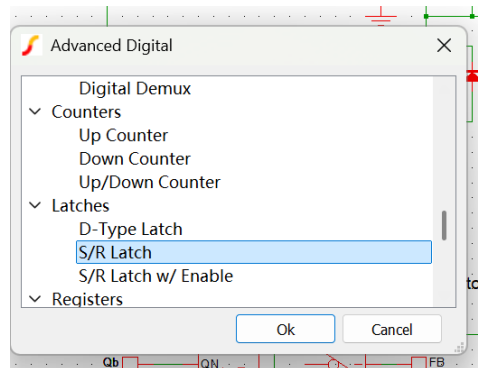 Advanced Digital
Digital Demux
Counters
Up Counter
Down Counter
Up/Down Counter
Latches
D-Type Latch
S/R Latch
S/R Latch w/ Enable
Registers
to
Ok
Cancel
Qb
QN
FB